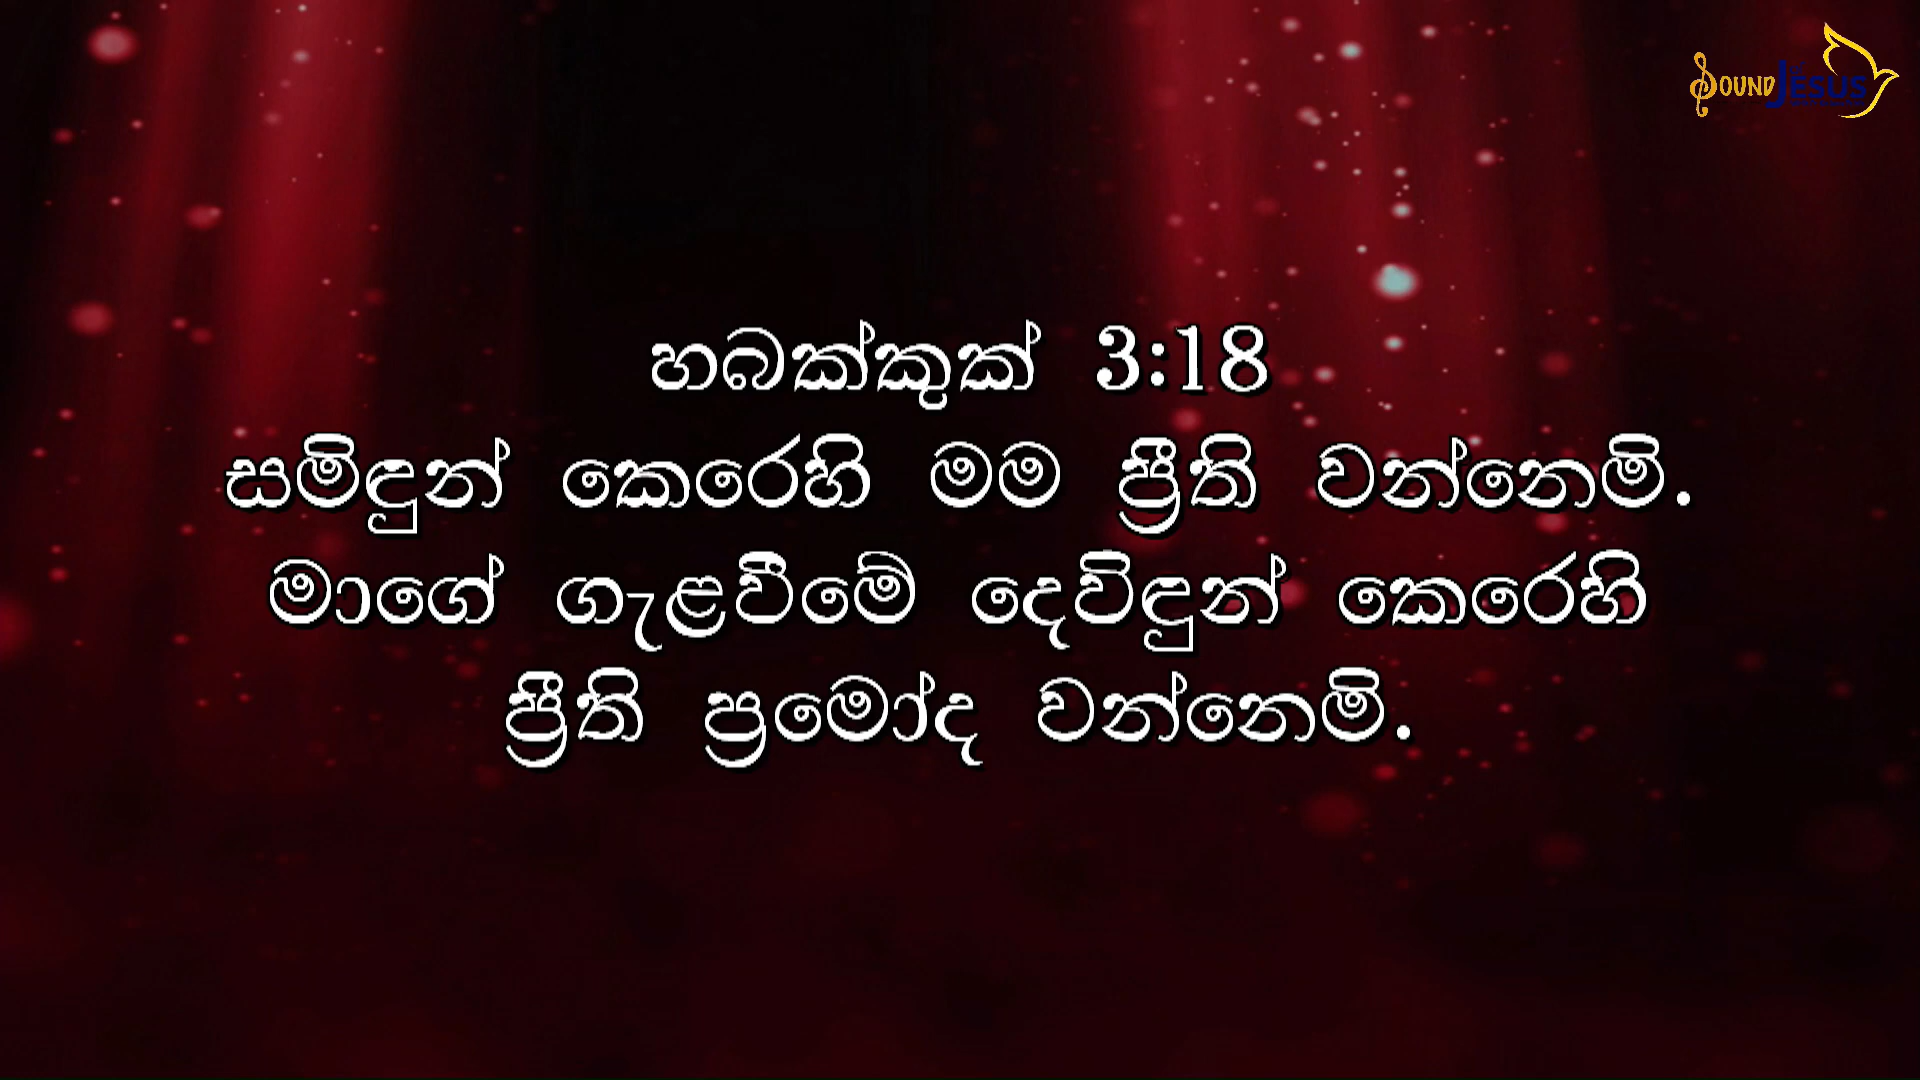 SOUND JESUS
හබක්කුක් 3:18
සමිඳුන් කෙරෙහි මම ප්‍රීති වන්නෙමි.
මාගේ ගැළවීමේ දෙවිඳුන් කෙරෙහි
ප්‍රීති ප්‍රමෝද වන්නෙමි.